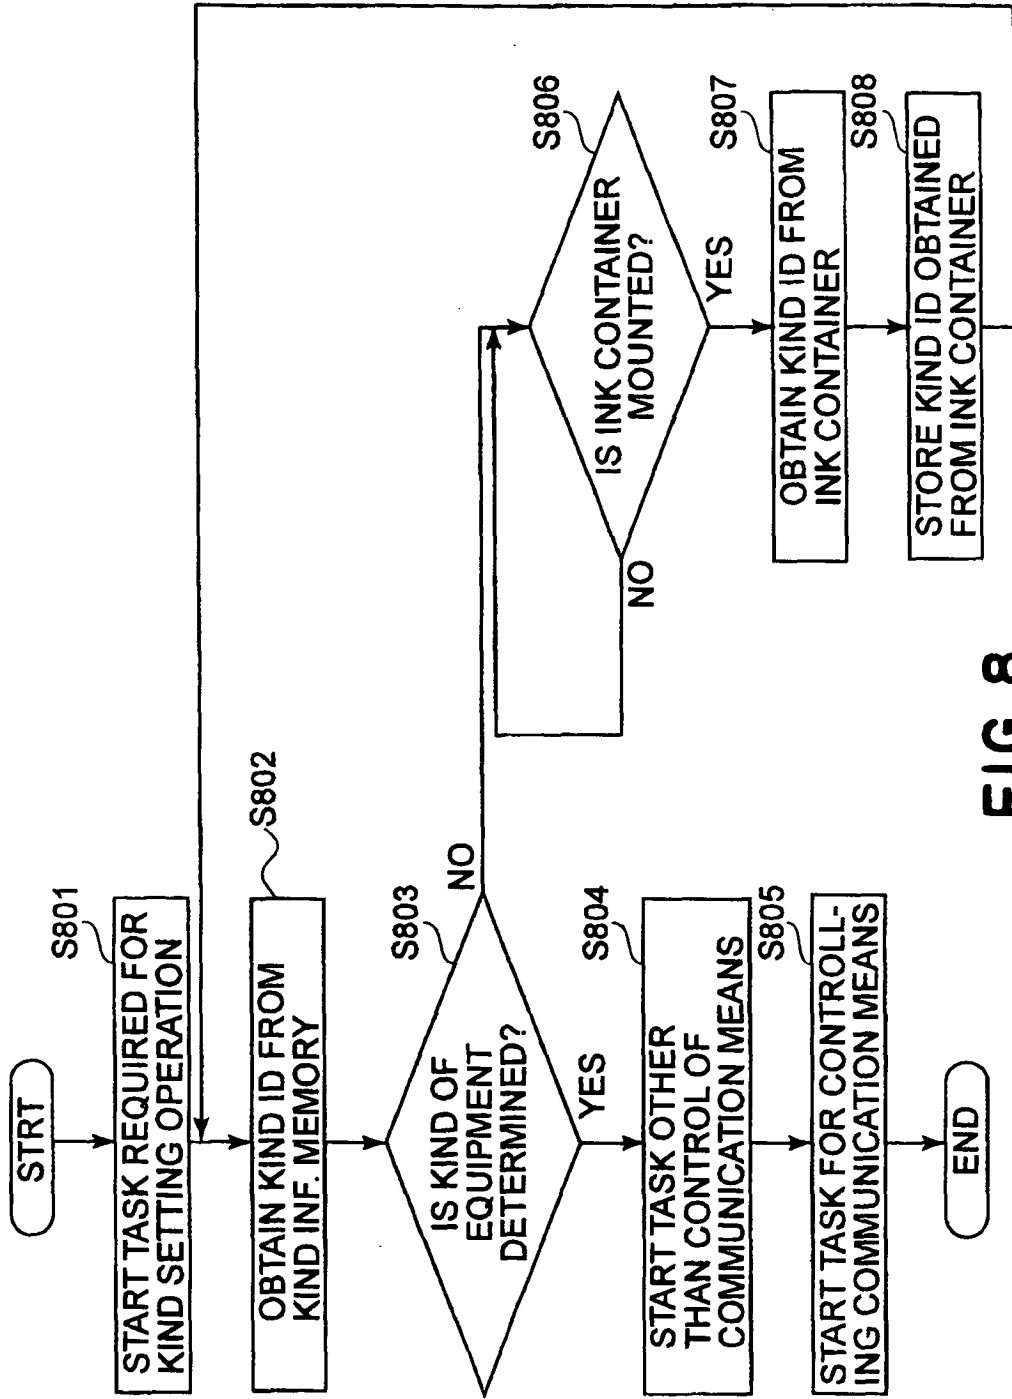 STRT
S801
START TASK REQUIRED FOR
KIND SETTING OPERATION
S802
OBTAIN KIND ID FROM
KIND INF. MEMORY
S803
IS KIND OF
EQUIPMENT
DETERMINED?
NO
YES
S804
START TASK OTHER
THAN CONTROL OF
COMMUNICATION MEANS
S805
START TASK FOR CONTROLL-
ING COMMUNICATION MEANS
END
S806
IS INK CONTAINER
MOUNTED?
NO
YES
S807
OBTAIN KIND ID FROM
INK CONTAINER
S808
STORE KIND ID OBTAINED
FROM INK CONTAINER
FIG.8